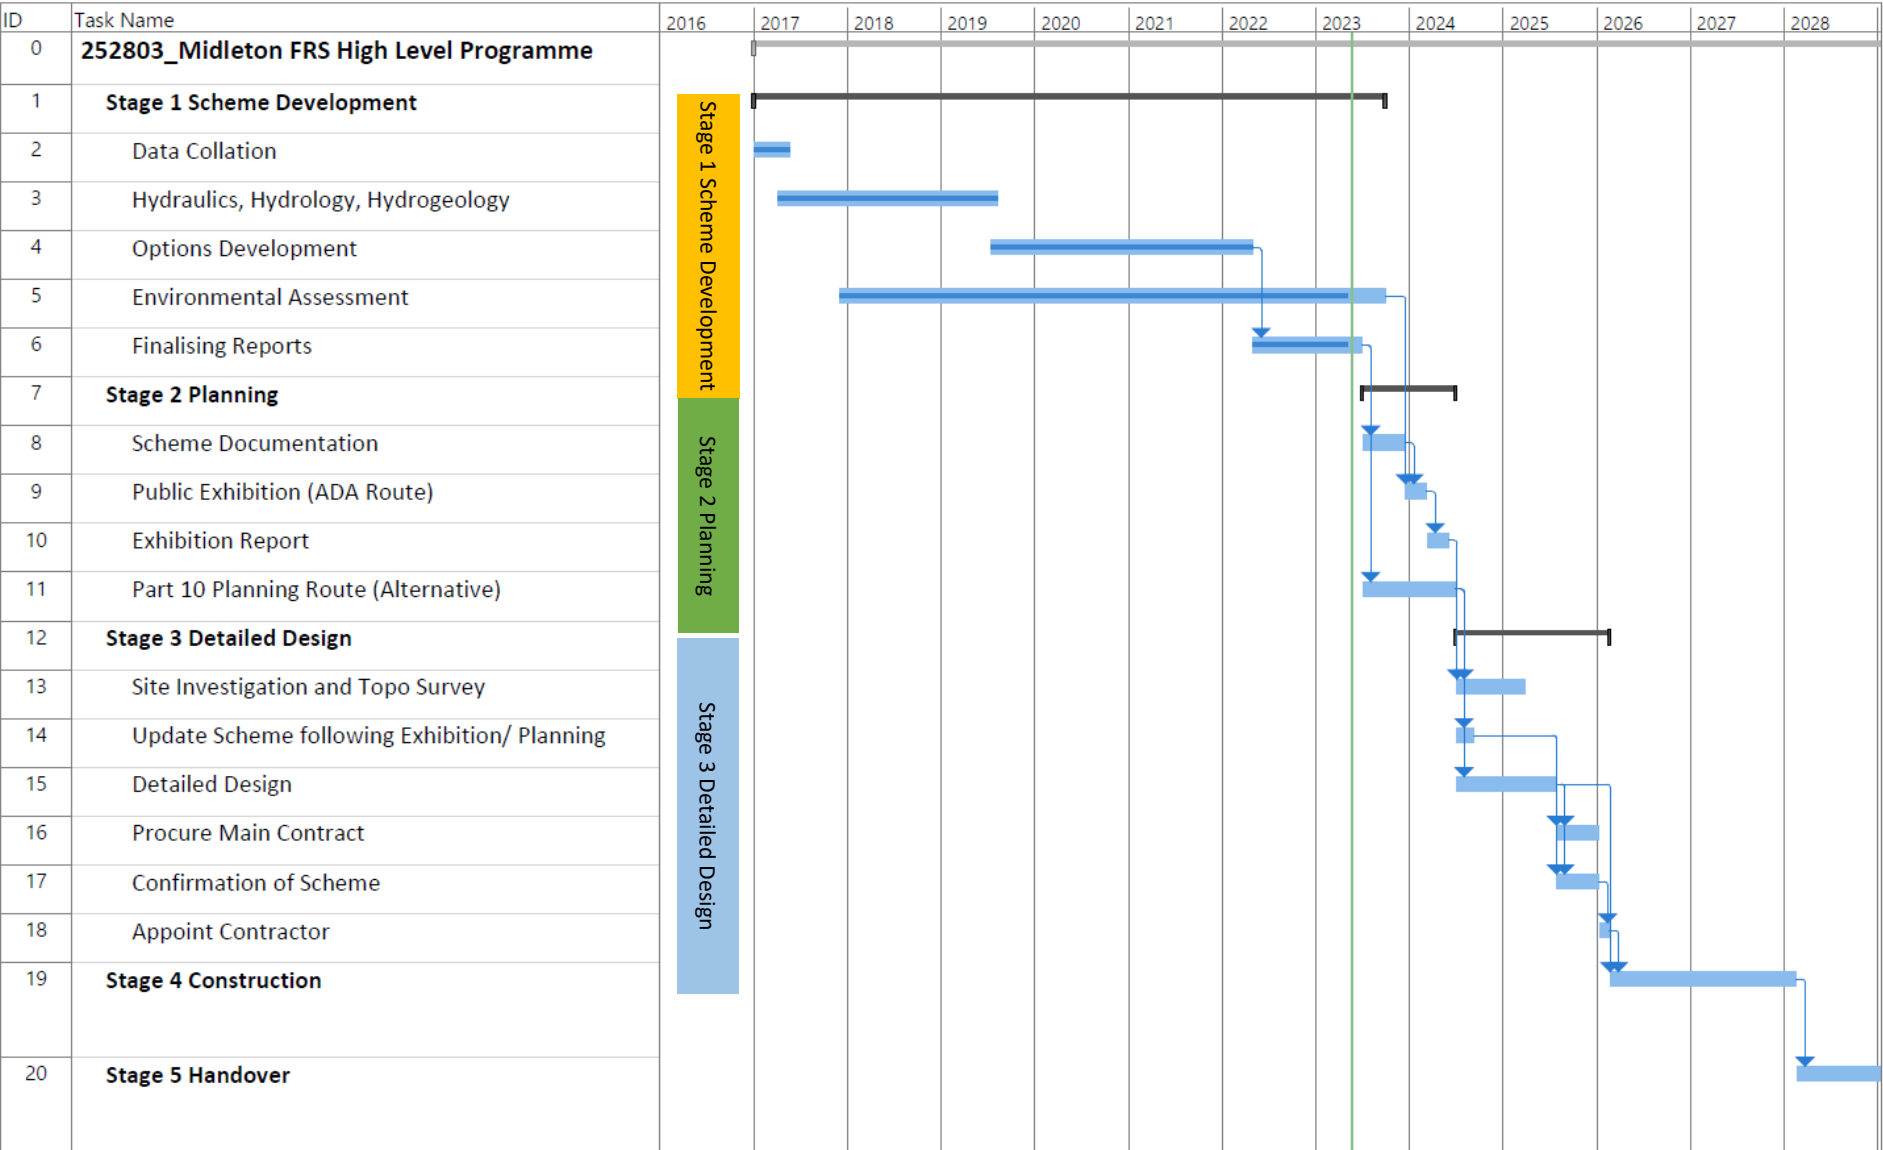 ID Task Name 2016 2017 2018 2019 2020 2021 2022 2023 2024 2025 2026 2027 2028
0 252803_Midleton FRS High Level Programme
1 Stage 1 Scheme Development
2 Data Collation
3 Hydraulics, Hydrology, Hydrogeology
4 Options Development
5 Environmental Assessment
6 Finalising Reports
7 Stage 2 Planning
8 Scheme Documentation
9 Public Exhibition (ADA Route)
10 Exhibition Report
11 Part 10 Planning Route (Alternative)
12 Stage 3 Detailed Design
13 Site Investigation and Topo Survey
14 Update Scheme following Exhibition/ Planning
15 Detailed Design
16 Procure Main Contract
17 Confirmation of Scheme
18 Appoint Contractor
19 Stage 4 Construction
20 Stage 5 Handover
Stage 1 Scheme Development
Stage 2 Planning
Stage 3 Detailed Design